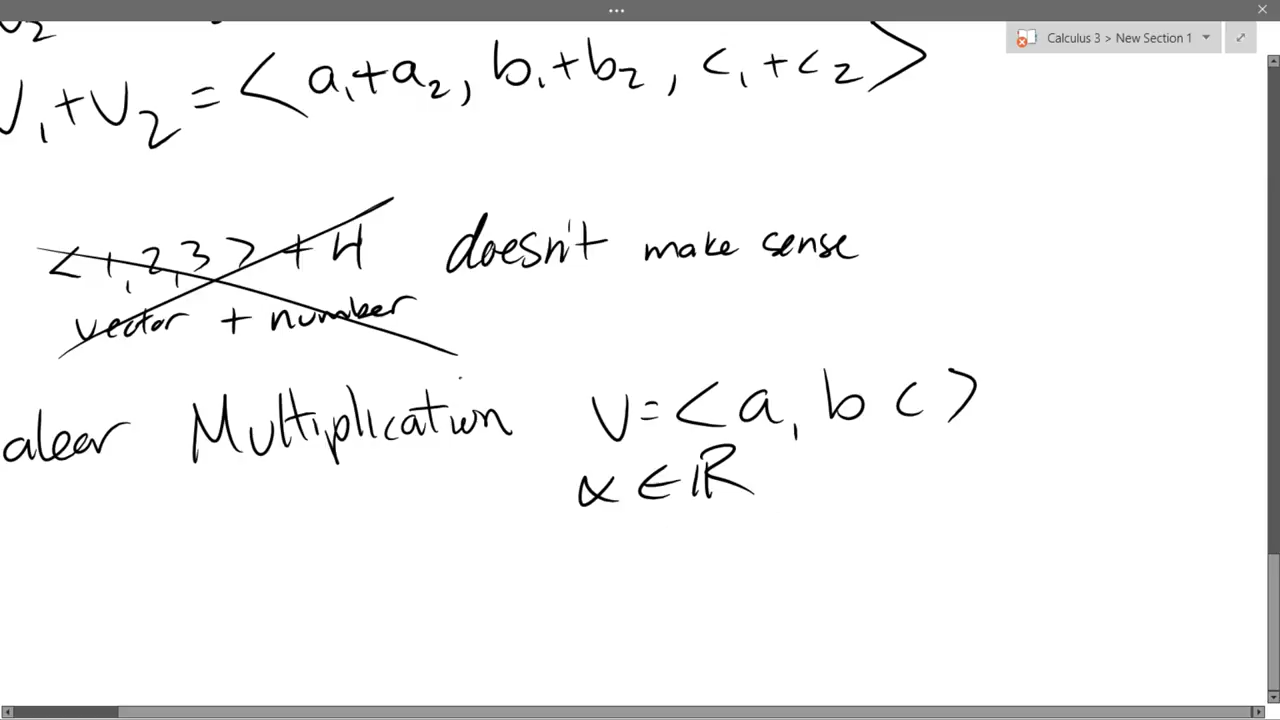 Calculus 3 > New Section 1
V₁+V₂ = <a₁+a₂, b₁+b₂, c₁+c₂>
<1,2,3> + 4 doesn't make sense
vector + number
alear Multiplication V = <a, b c>
α ∈ ℝ